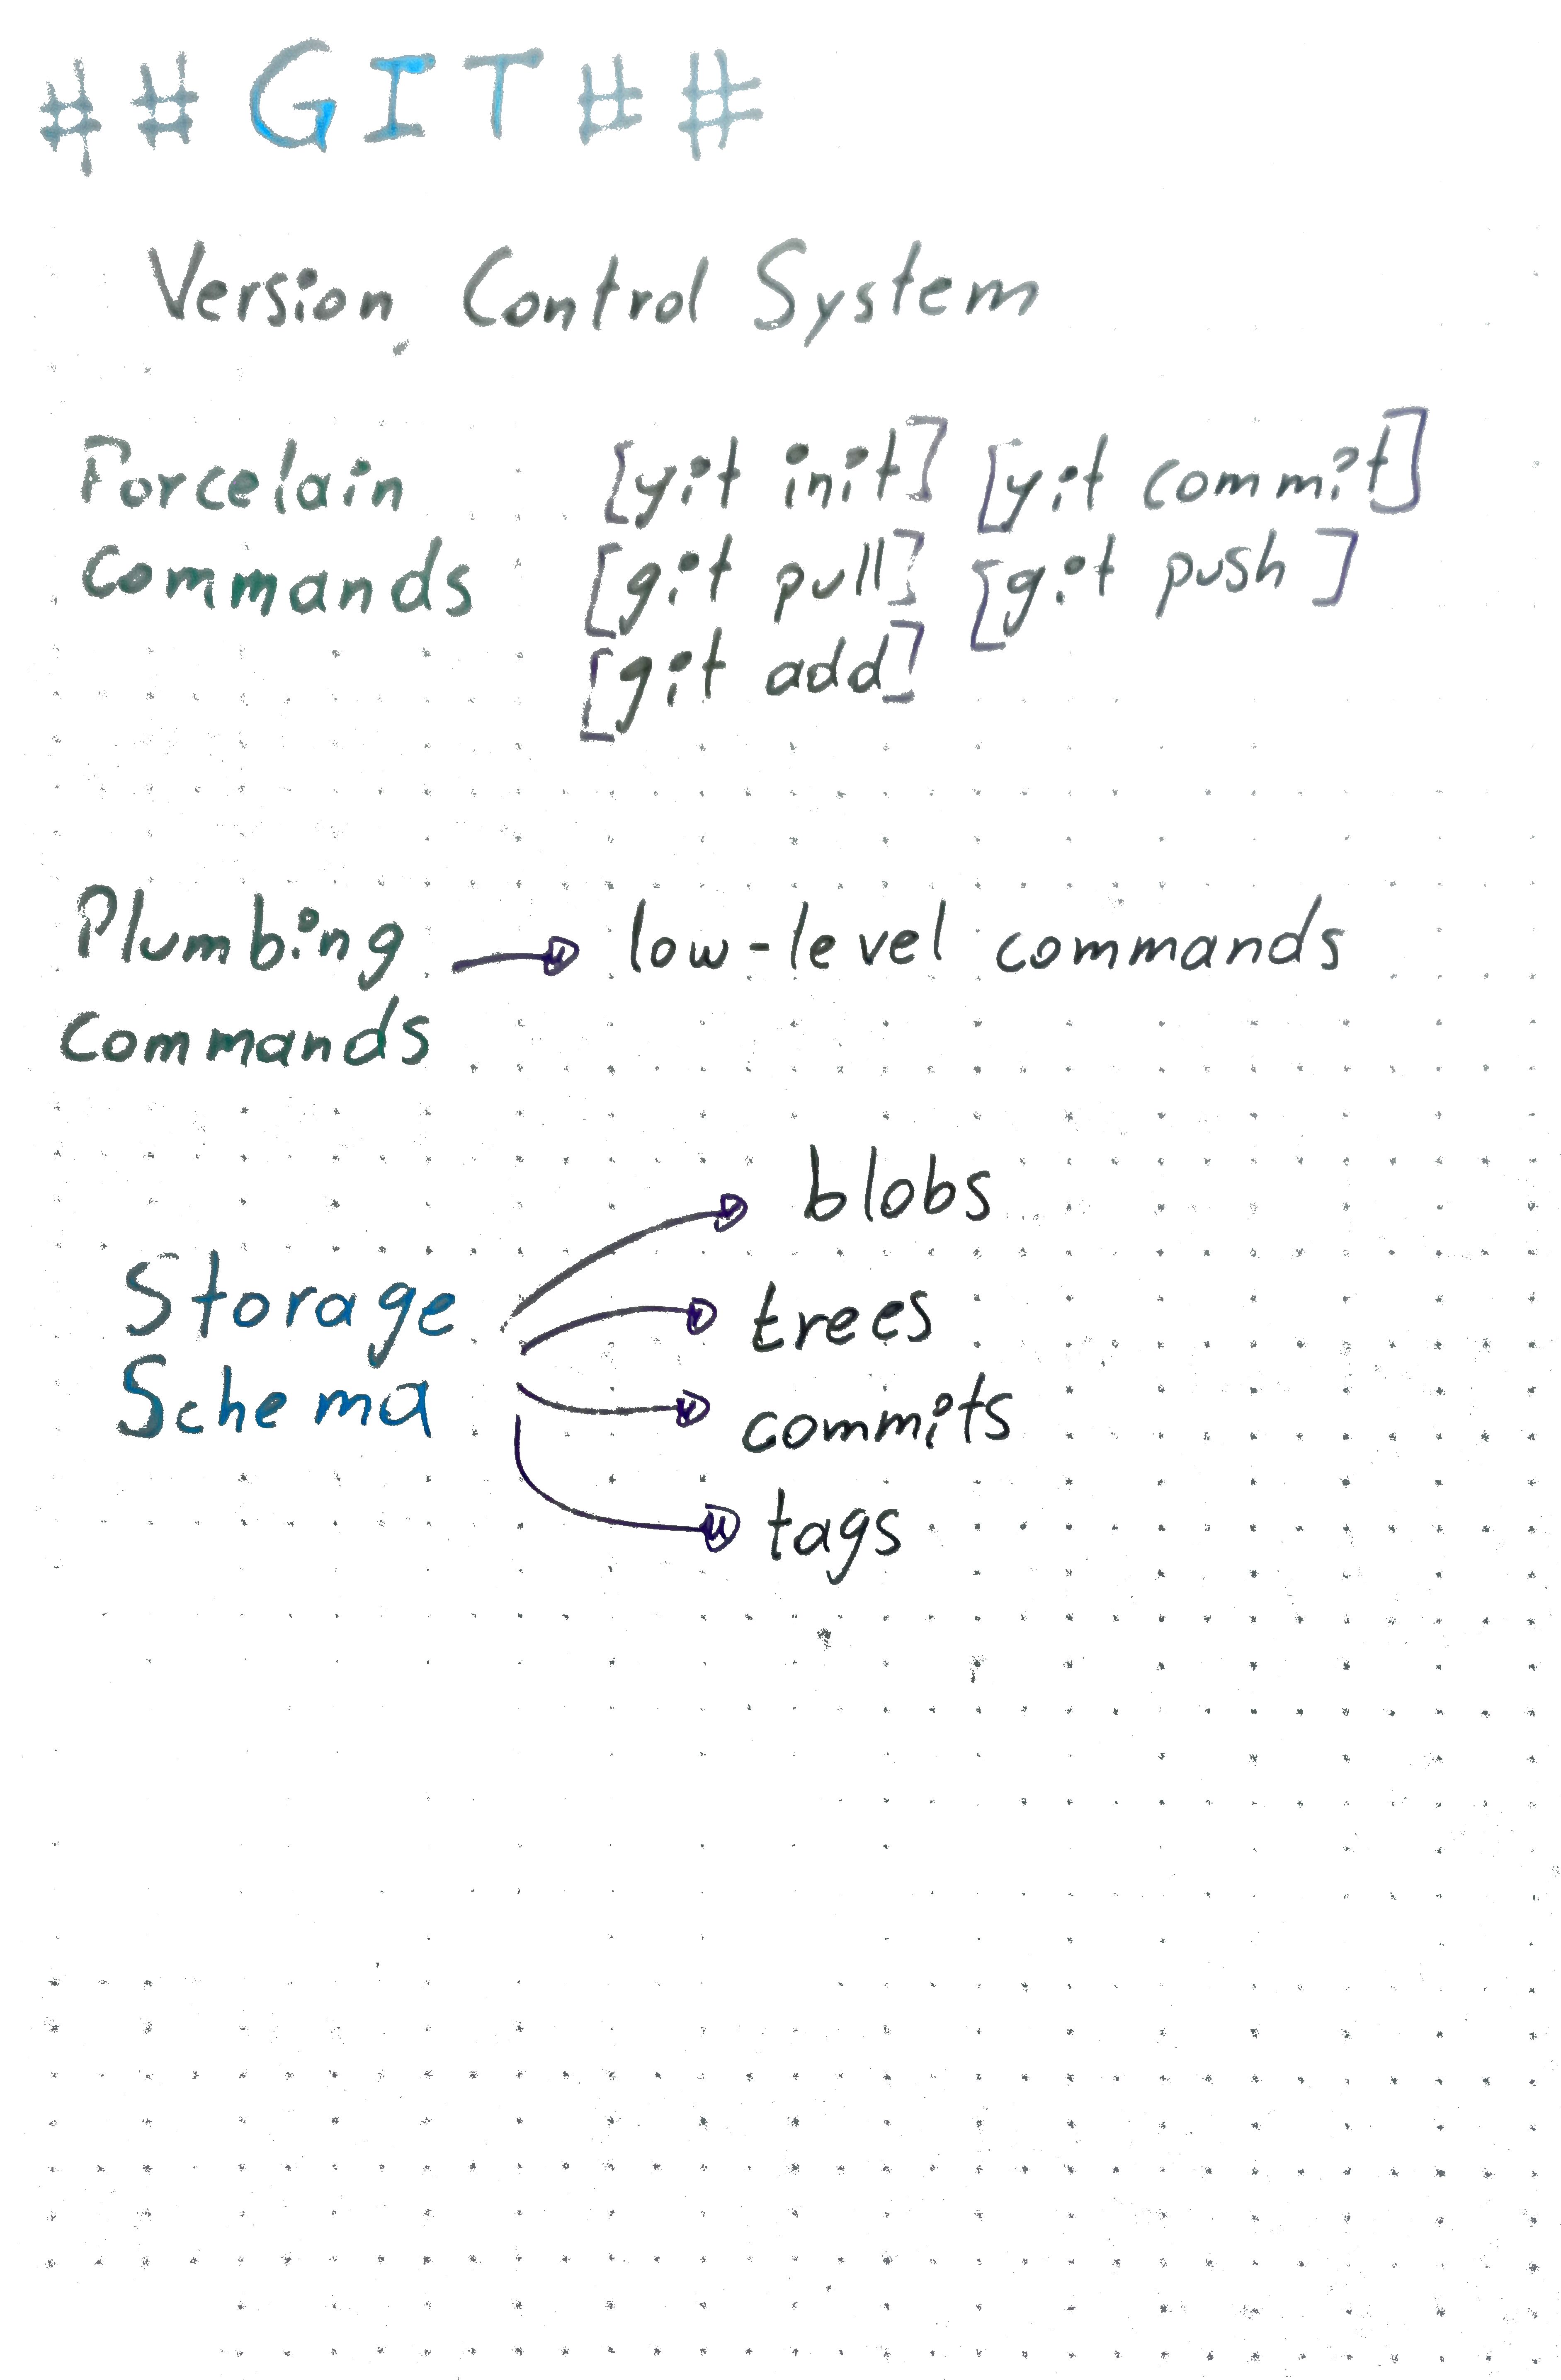 ##GIT##
Version Control System
Porcelain [git init] [git commit]
commands [git pull] [git push]
[git add]
Plumbing → low-level commands
commands
blobs
Storage → trees
Schema → commits
tags